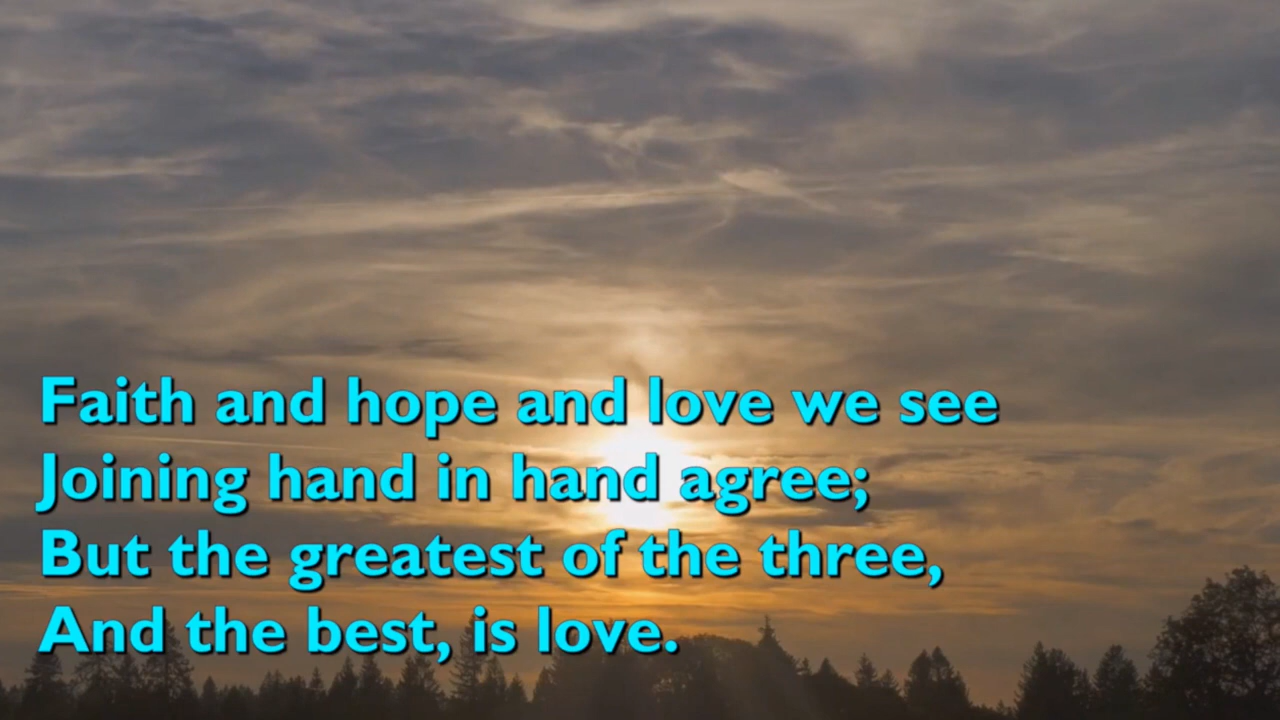 Faith and hope and love we see
Joining hand in hand agree;
But the greatest of the three,
And the best, is love.